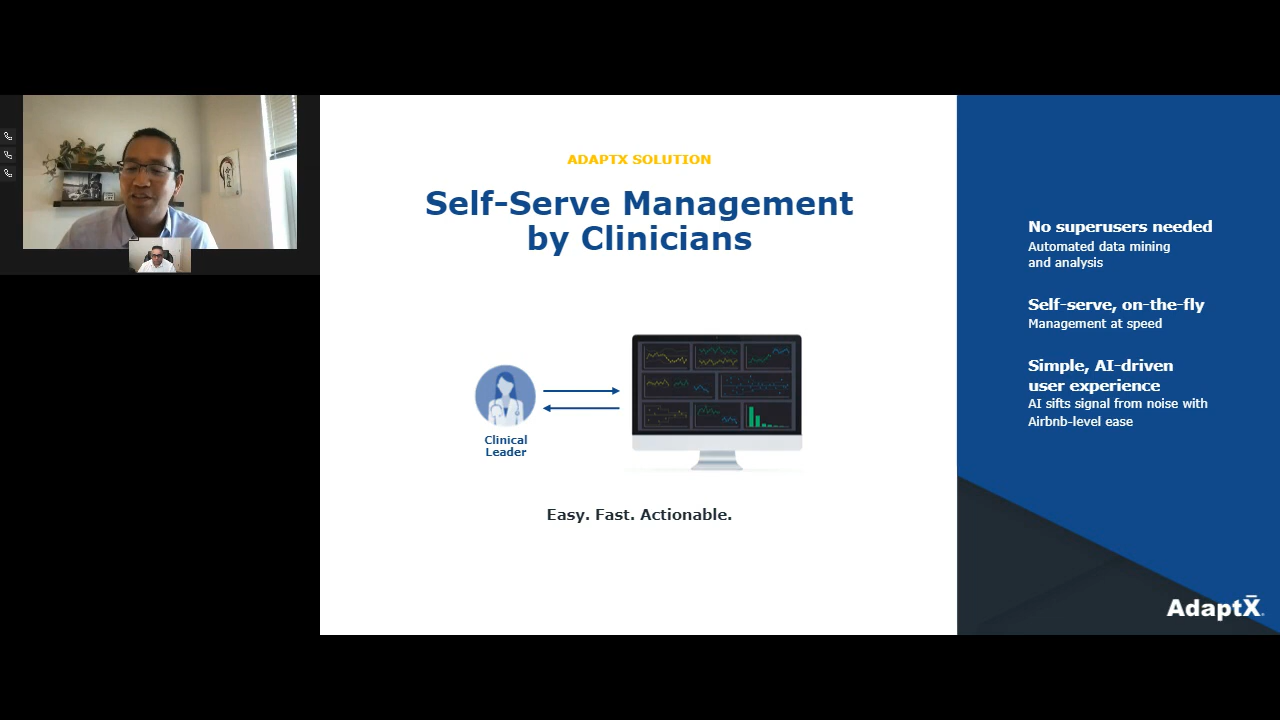 ADAPTX SOLUTION
Self-Serve Management
by Clinicians
Clinical
Leader
Easy. Fast. Actionable.
No superusers needed
Automated data mining
and analysis
Self-serve, on-the-fly
Management at speed
Simple, AI-driven
user experience
AI sifts signal from noise with
Airbnb-level ease
AdaptX